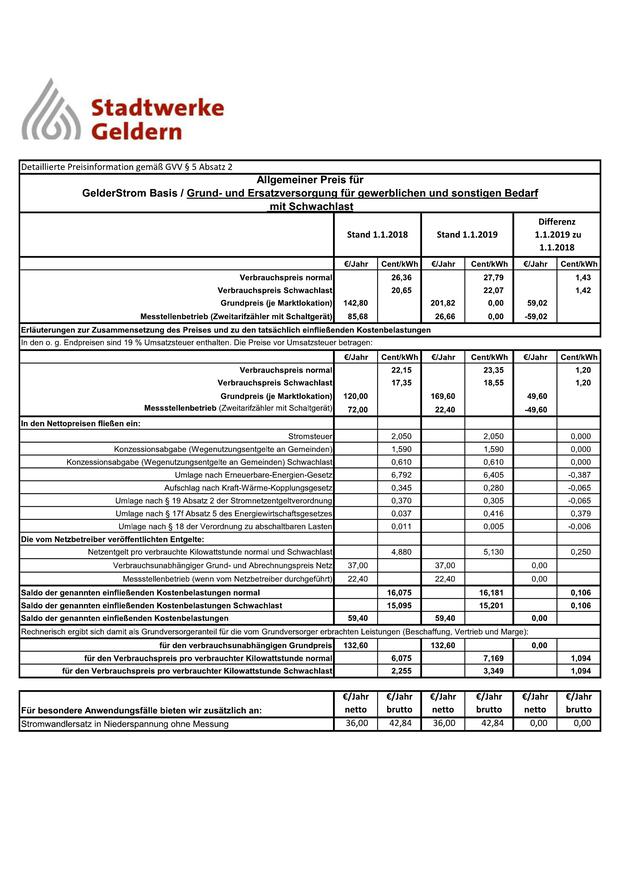 Stadtwerke
Geldern
Detaillierte Preisinformation gemäß GVV § 5 Absatz 2
Allgemeiner Preis für
GelderStrom Basis / Grund- und Ersatzversorgung für gewerblichen und sonstigen Bedarf
mit Schwachlast
Stand 1.1.2018 Stand 1.1.2019 Differenz 1.1.2019 zu 1.1.2018
€/Jahr Cent/kWh €/Jahr Cent/kWh €/Jahr Cent/kWh
Verbrauchspreis normal 26,36 27,79 1,43
Verbrauchspreis Schwachlast 20,65 22,07 1,42
Grundpreis (je Marktlokation) 142,80 201,82 0,00 59,02
Messtellenbetrieb (Zweitarifzähler mit Schaltgerät) 85,68 26,66 0,00 -59,02
Erläuterungen zur Zusammensetzung des Preises und zu den tatsächlich einfließenden Kostenbelastungen
In den o. g. Endpreisen sind 19 % Umsatzsteuer enthalten. Die Preise vor Umsatzsteuer betragen:
€/Jahr Cent/kWh €/Jahr Cent/kWh €/Jahr Cent/kWh
Verbrauchspreis normal 22,15 23,35 1,20
Verbrauchspreis Schwachlast 17,35 18,55 1,20
Grundpreis (je Marktlokation) 120,00 169,60 49,60
Messstellenbetrieb (Zweitarifzähler mit Schaltgerät) 72,00 22,40 -49,60
In den Nettopreisen fließen ein:
Stromsteuer 2,050 2,050 0,000
Konzessionsabgabe (Wegenutzungsentgelte an Gemeinden) 1,590 1,590 0,000
Konzessionsabgabe (Wegenutzungsentgelte an Gemeinden) Schwachlast 0,610 0,610 0,000
Umlage nach Erneuerbare-Energien-Gesetz 6,792 6,405 -0,387
Aufschlag nach Kraft-Wärme-Kopplungsgesetz 0,345 0,280 -0,065
Umlage nach § 19 Absatz 2 der Stromnetzentgeltverordnung 0,370 0,305 -0,065
Umlage nach § 17f Absatz 5 des Energiewirtschaftsgesetzes 0,037 0,416 0,379
Umlage nach § 18 der Verordnung zu abschaltbaren Lasten 0,011 0,005 -0,006
Die vom Netzbetreiber veröffentlichten Entgelte:
Netzentgelt pro verbrauchte Kilowattstunde normal und Schwachlast 4,880 5,130 0,250
Verbrauchsunabhängiger Grund- und Abrechnungspreis Netz 37,00 37,00 0,00
Messstellenbetrieb (wenn vom Netzbetreiber durchgeführt) 22,40 22,40 0,00
Saldo der genannten einfließenden Kostenbelastungen normal 16,075 16,181 0,106
Saldo der genannten einfließenden Kostenbelastungen Schwachlast 15,095 15,201 0,106
Saldo der genannten einfließenden Kostenbelastungen 59,40 59,40 0,00
Rechnerisch ergibt sich damit als Grundversorgeranteil für die vom Grundversorger erbrachten Leistungen (Beschaffung, Vertrieb und Marge):
für den verbrauchsunabhängigen Grundpreis 132,60 132,60 0,00
für den Verbrauchspreis pro verbrauchter Kilowattstunde normal 6,075 7,169 1,094
für den Verbrauchspreis pro verbrauchter Kilowattstunde Schwachlast 2,255 3,349 1,094
€/Jahr €/Jahr €/Jahr €/Jahr €/Jahr €/Jahr
Für besondere Anwendungsfälle bieten wir zusätzlich an: netto brutto netto brutto netto brutto
Stromwandlersatz in Niederspannung ohne Messung 36,00 42,84 36,00 42,84 0,00 0,00